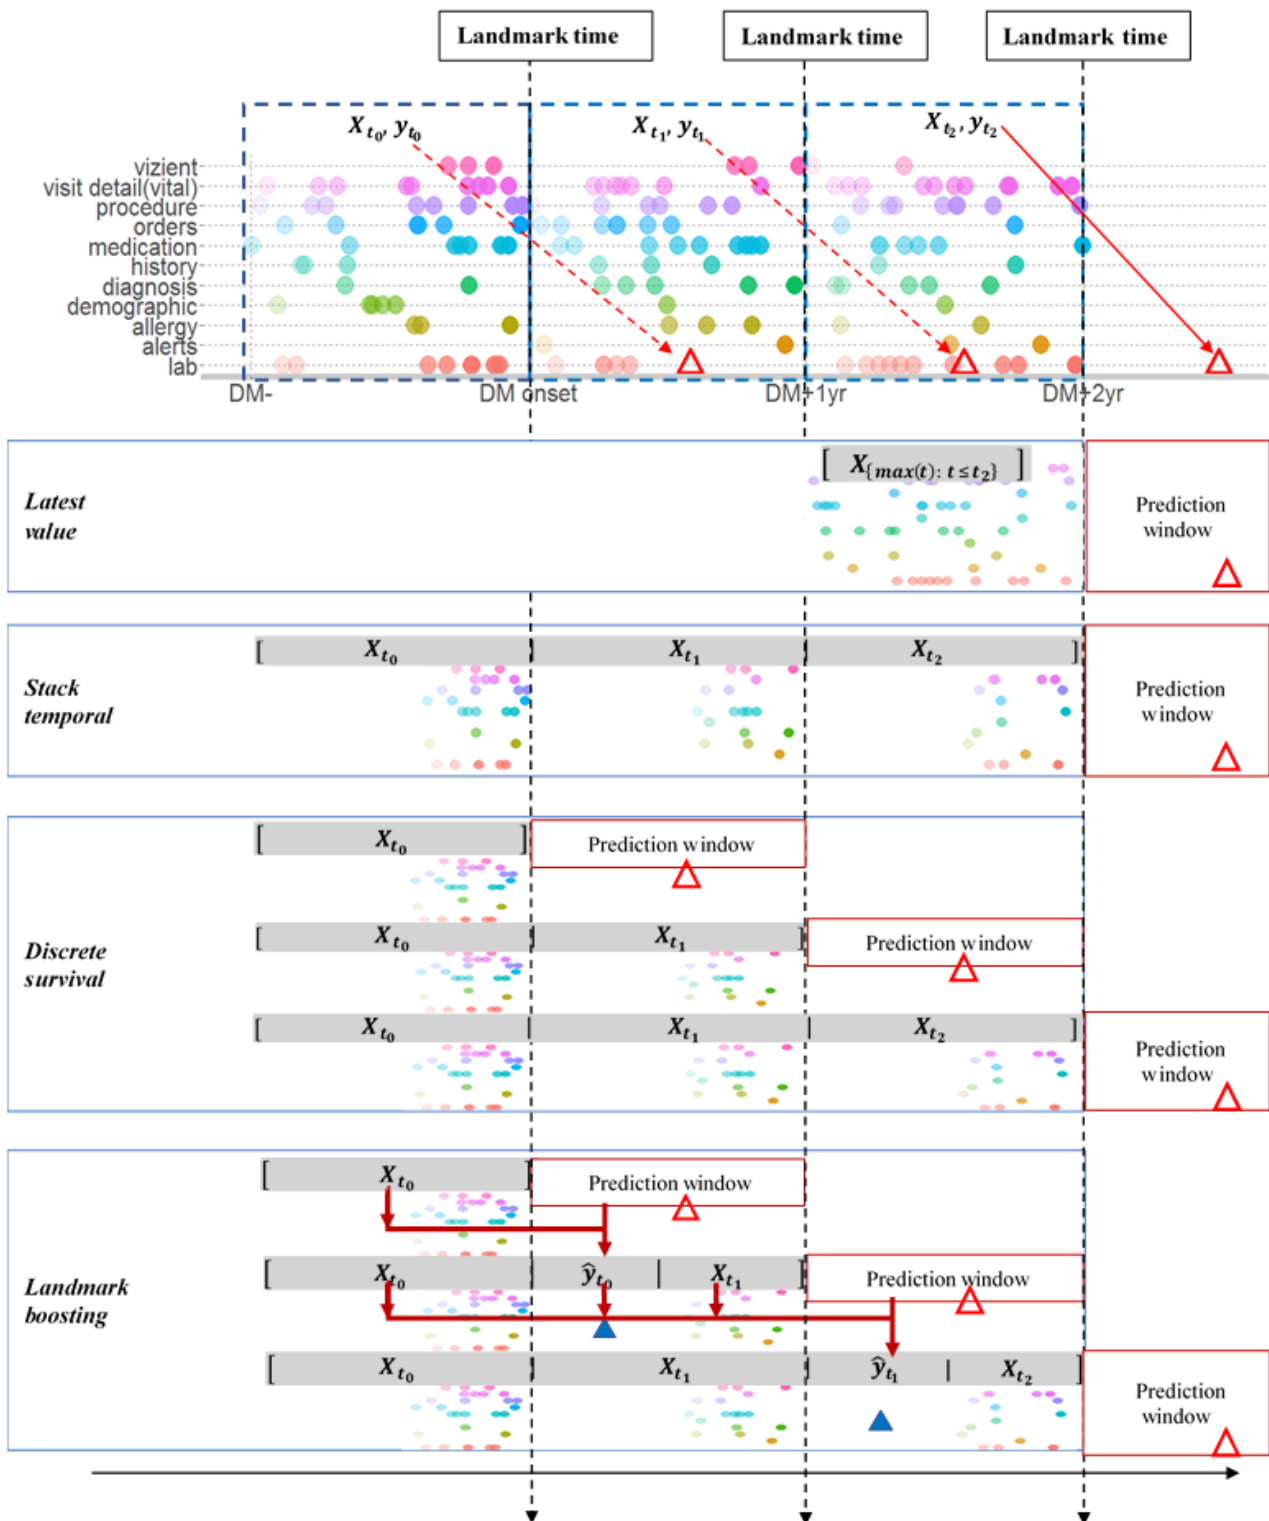 Landmark time Landmark time Landmark time
X_{t_0}, y_{t_0} X_{t_1}, y_{t_1} X_{t_2}, y_{t_2}
vizient
visit detail(vital)
procedure
orders
medication
history
diagnosis
demographic
allergy
alerts
lab
DM- DM onset DM+1yr DM+2yr
Latest
value
[ X_{{max(t): t ≤ t_2}} ]
Prediction
window
Stack
temporal
[ X_{t_0} | X_{t_1} | X_{t_2} ]
Prediction
window
Discrete
survival
[ X_{t_0} ] Prediction window
[ X_{t_0} | X_{t_1} ] Prediction window
[ X_{t_0} | X_{t_1} | X_{t_2} ]
Prediction
window
Landmark
boosting
[ X_{t_0} ] Prediction window
[ X_{t_0} ŷ_{t_0} | X_{t_1} ] Prediction window
[ X_{t_0} | X_{t_1} | ŷ_{t_1} | X_{t_2} ]
Prediction
window